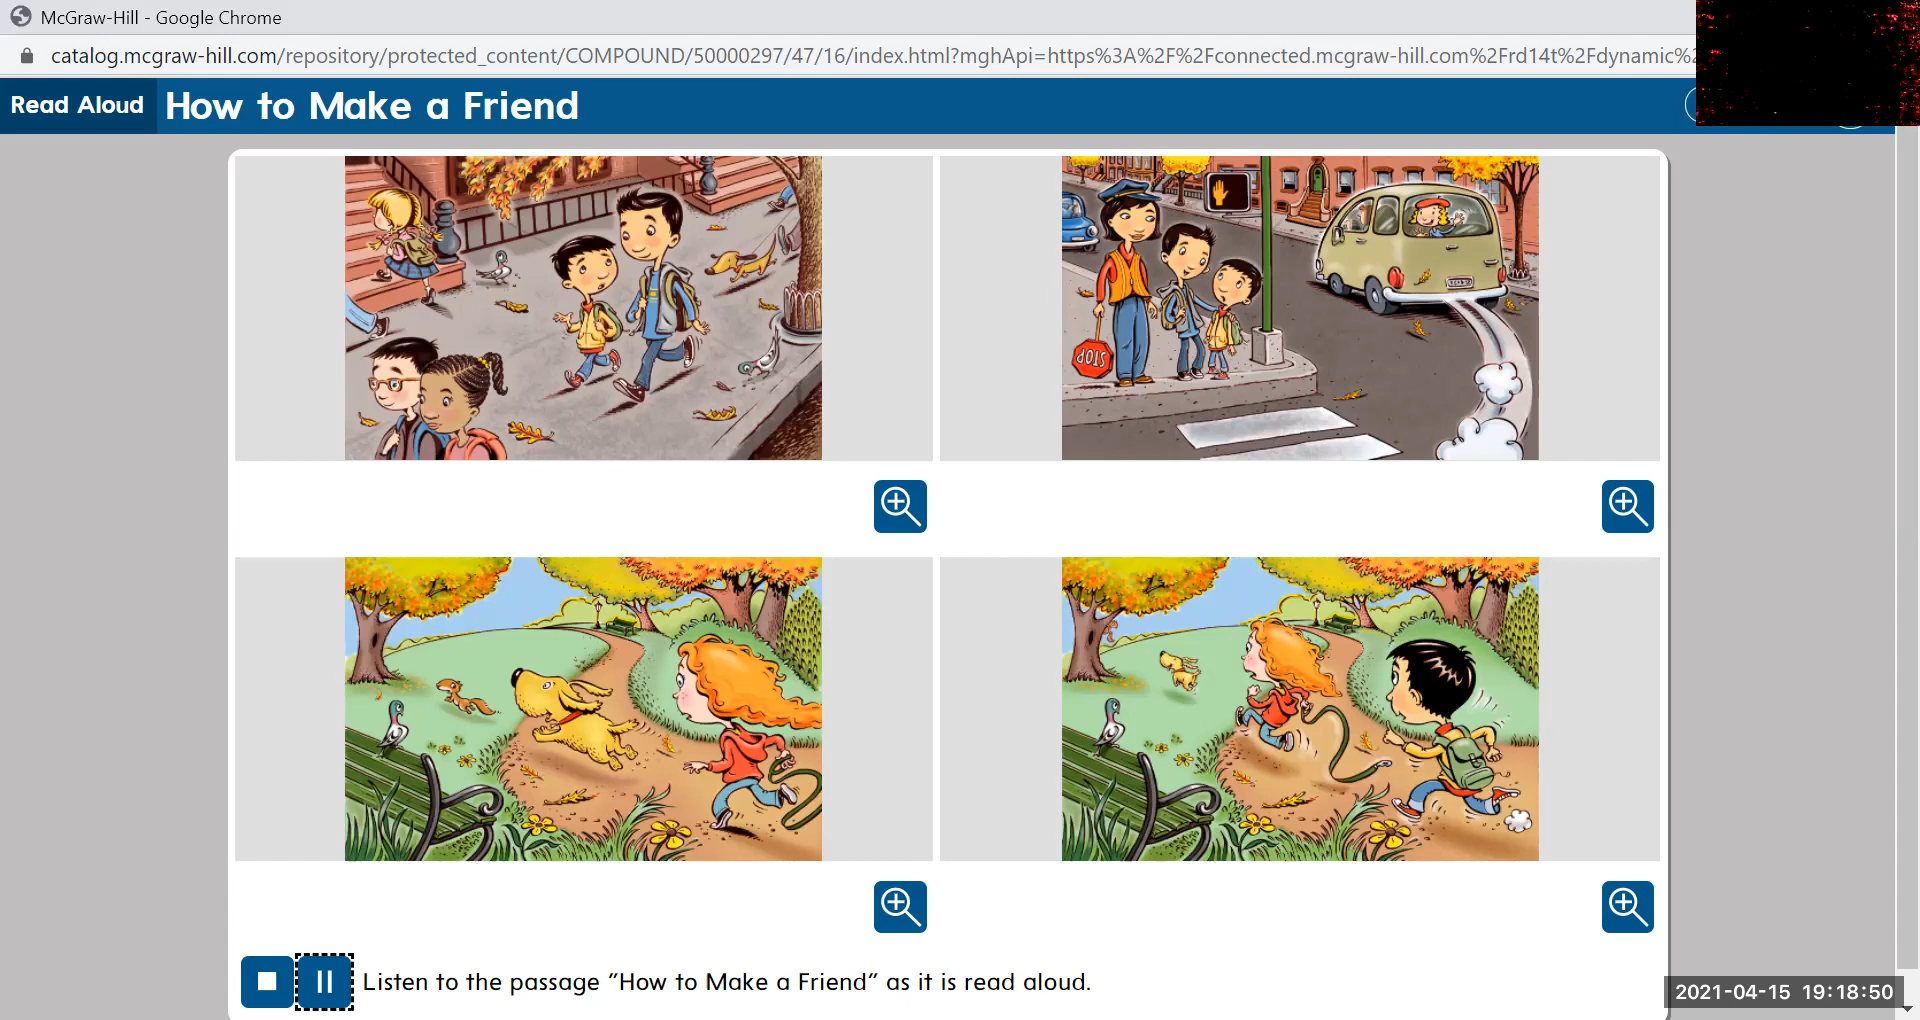 McGraw-Hill - Google Chrome
catalog.mcgraw-hill.com/repository/protected_content/COMPOUND/50000297/47/16/index.html?mghApi=https%3A%2F%2Fconnected.mcgraw-hill.com%2Frd14t%2Fdynamic%2
Read Aloud How to Make a Friend
STOP
Listen to the passage "How to Make a Friend" as it is read aloud.
2021-04-15 19:18:50